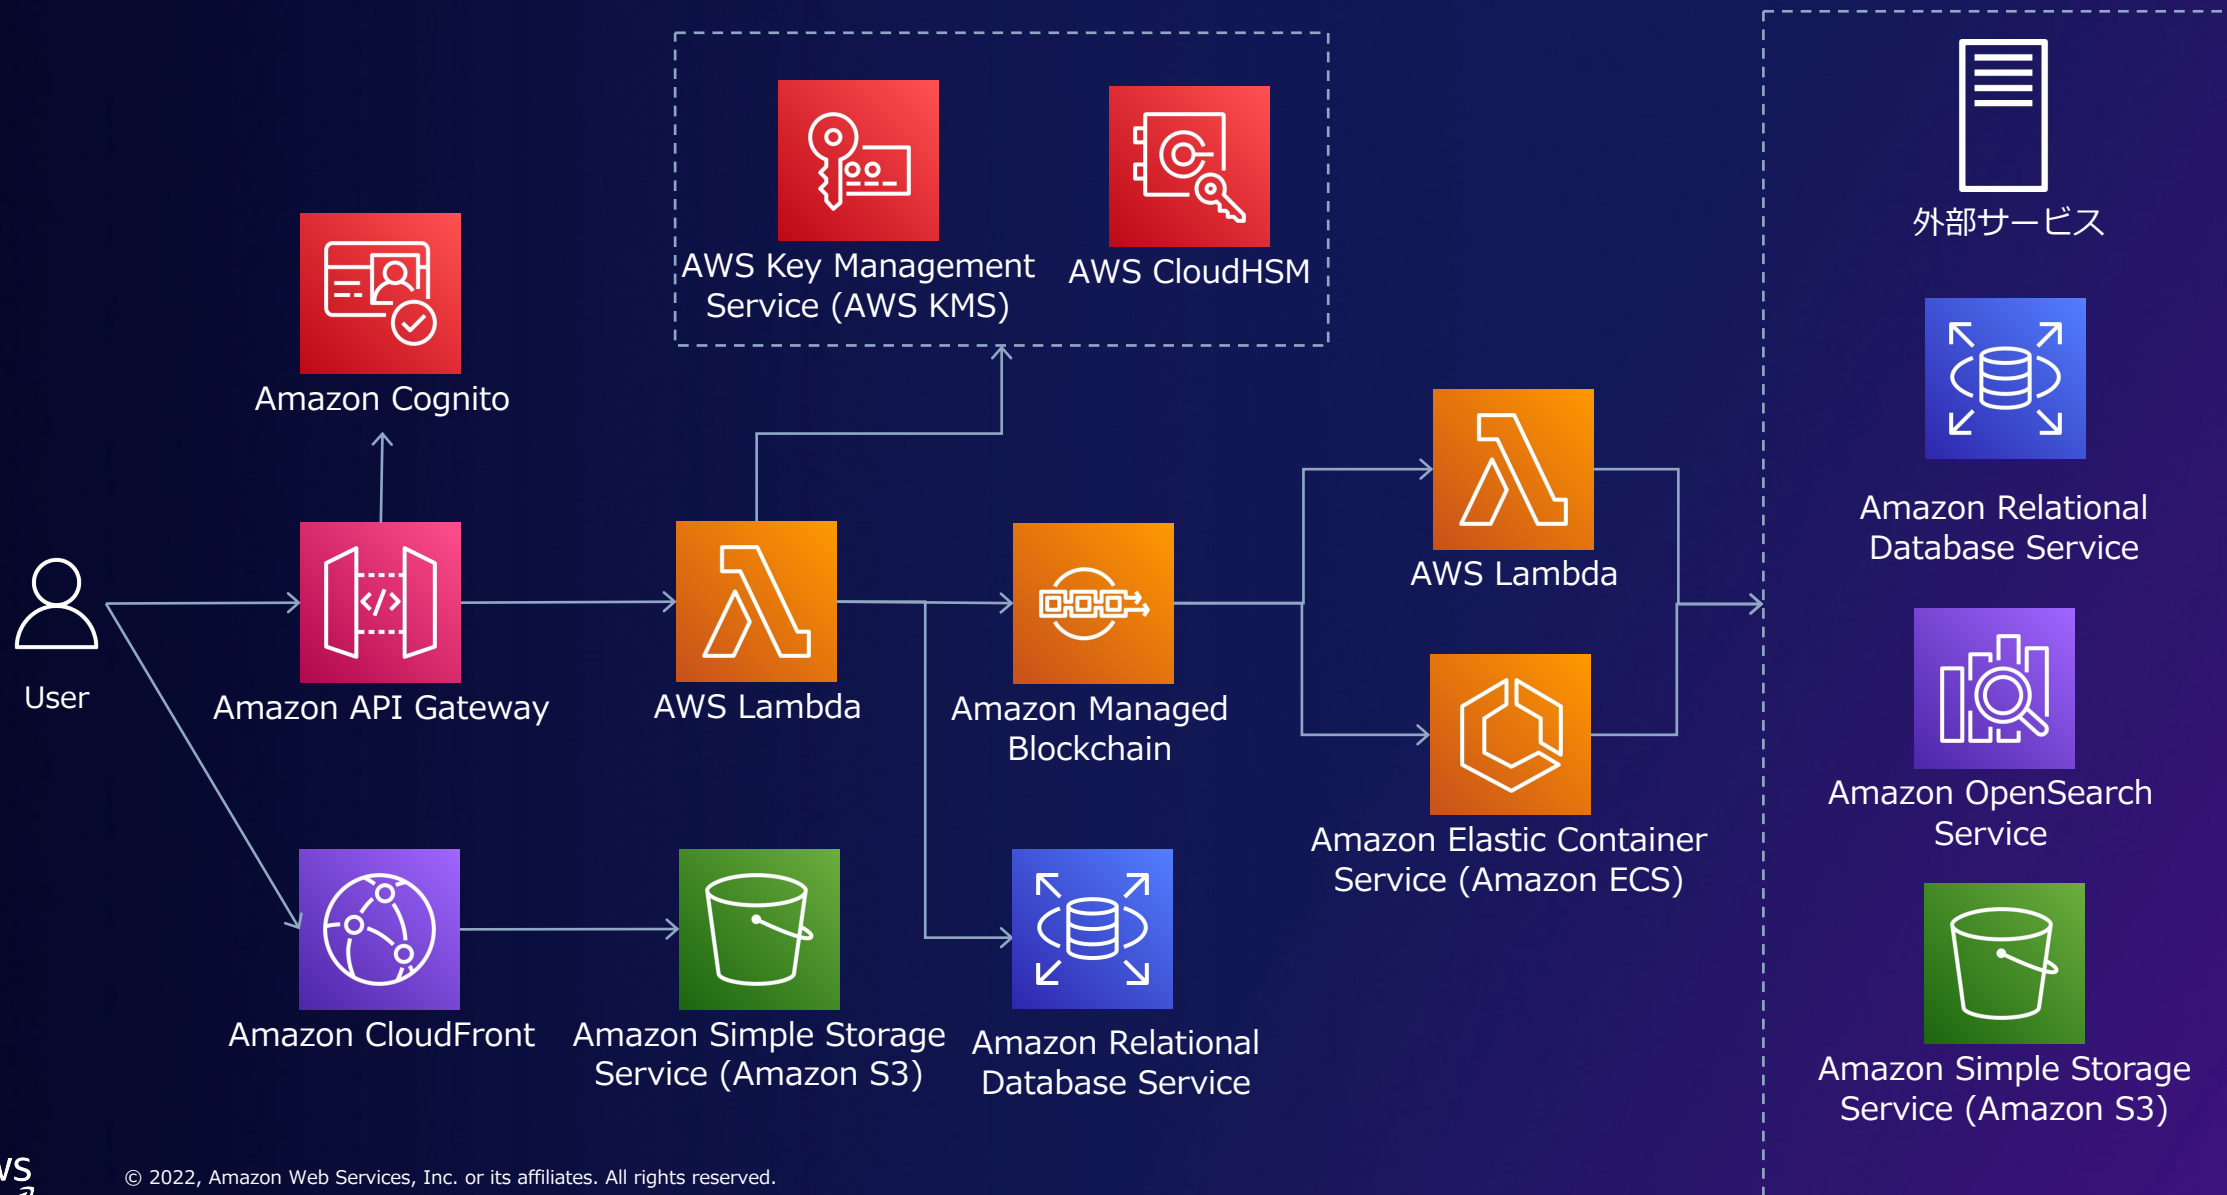 AWS Key Management
Service (AWS KMS)
AWS CloudHSM
外部サービス
Amazon Cognito
Amazon Relational
Database Service
AWS Lambda
User
Amazon API Gateway
AWS Lambda
Amazon Managed
Blockchain
Amazon OpenSearch
Service
Amazon Elastic Container
Service (Amazon ECS)
Amazon CloudFront
Amazon Simple Storage
Service (Amazon S3)
Amazon Relational
Database Service
Amazon Simple Storage
Service (Amazon S3)
© 2022, Amazon Web Services, Inc. or its affiliates. All rights reserved.